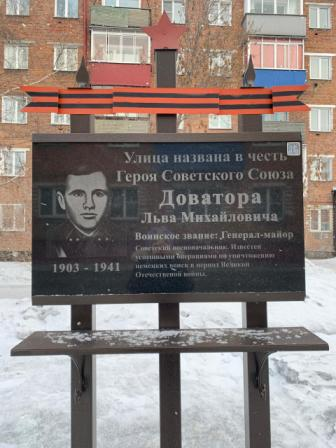 Улица названа в честь
Героя Советского Союза
Доватора
Льва Михайловича
Воинское звание: Генерал-майор
Советский военачальник. Известен
успешными операциями по уничтожению
немецких войск в период Великой
Отечественной войны.
1903 - 1941